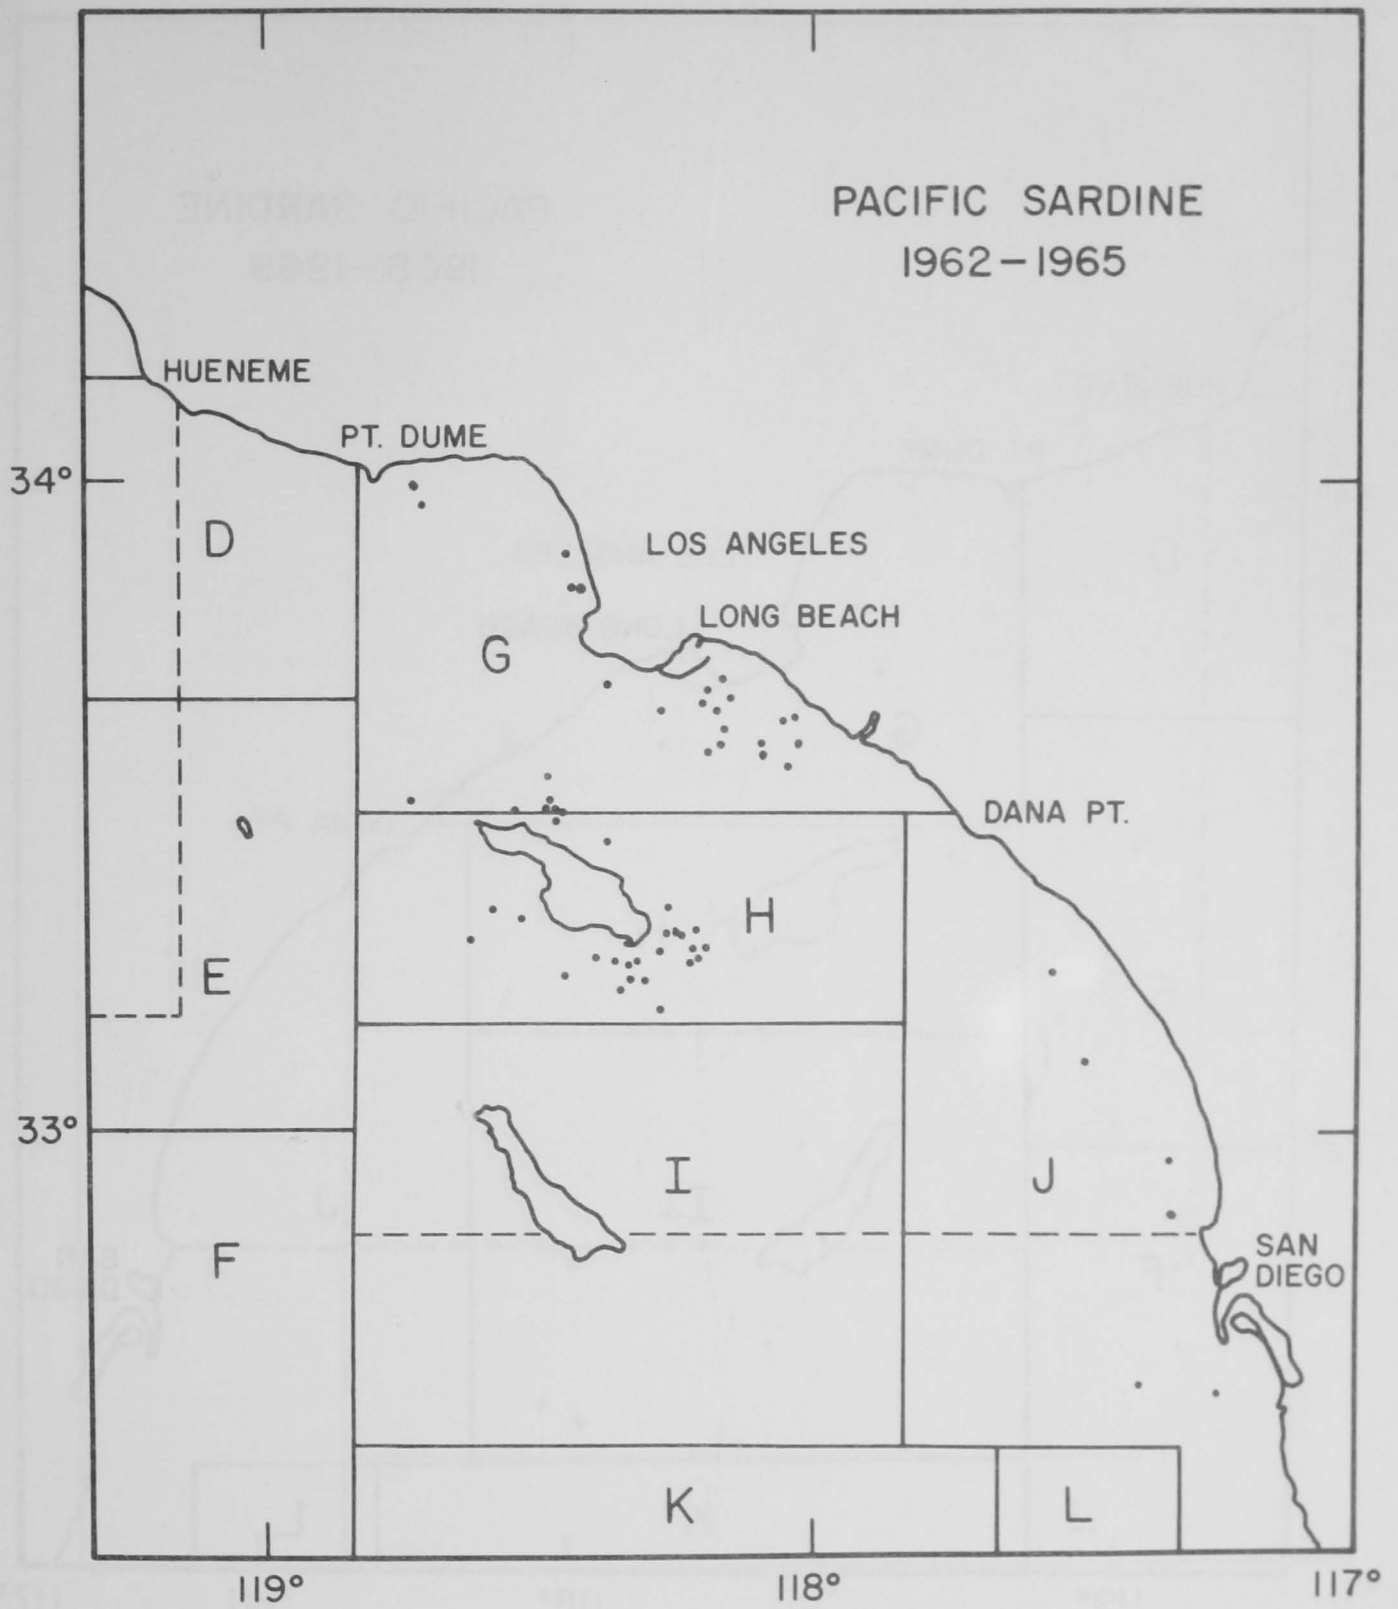 PACIFIC SARDINE
1962-1965
HUENEME
PT. DUME
34°
D
LOS ANGELES
LONG BEACH
G
DANA PT.
H
E
33°
I
J
F
SAN
DIEGO
K
L
119°
118°
117°